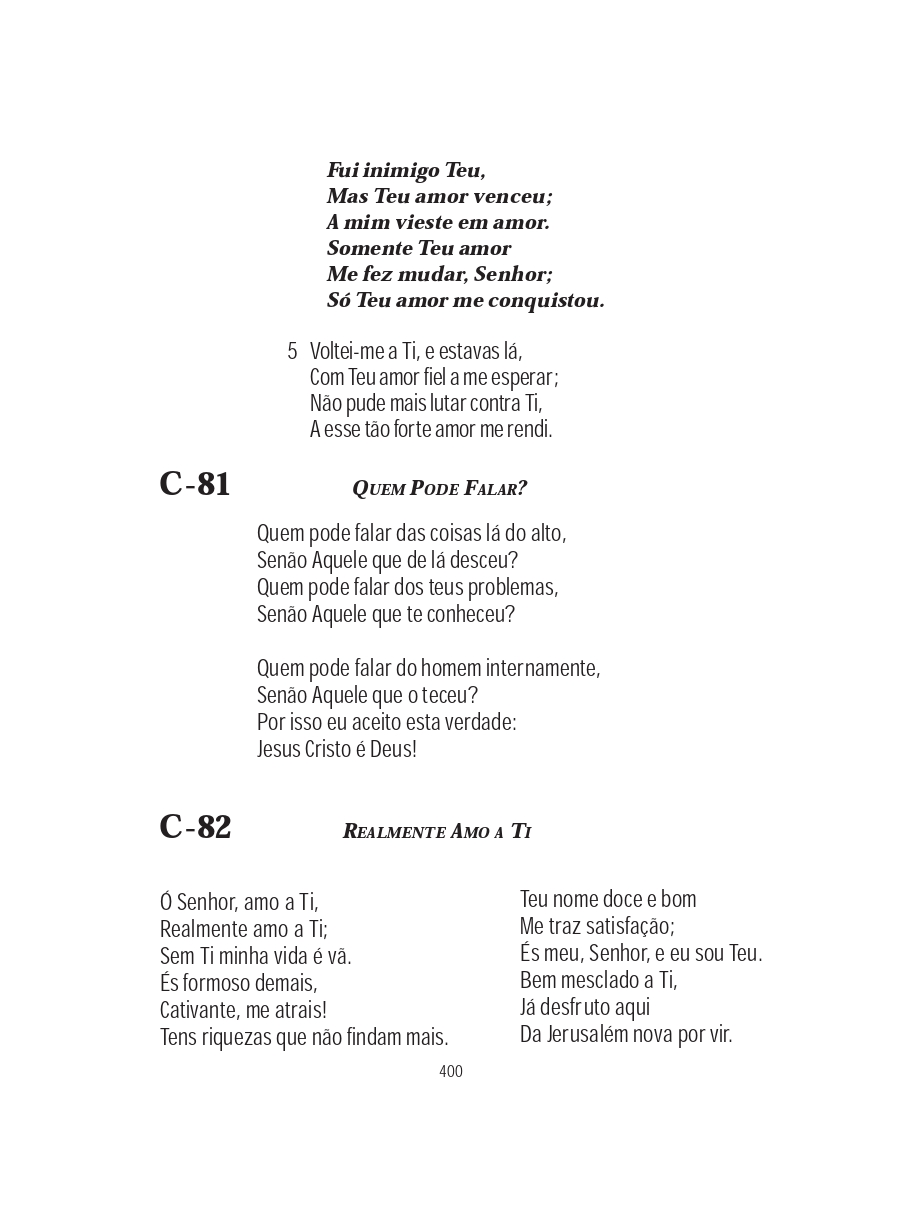 Fui inimigo Teu,
Mas Teu amor venceu;
A mim vieste em amor.
Somente Teu amor
Me fez mudar, Senhor;
Só Teu amor me conquistou.
5 Voltei-me a Ti, e estavas lá,
Com Teu amor fiel a me esperar;
Não pude mais lutar contra Ti,
A esse tão forte amor me rendi.
C-81 QUEM PODE FALAR?
Quem pode falar das coisas lá do alto,
Senão Aquele que de lá desceu?
Quem pode falar dos teus problemas,
Senão Aquele que te conheceu?
Quem pode falar do homem internamente,
Senão Aquele que o teceu?
Por isso eu aceito esta verdade:
Jesus Cristo é Deus!
C-82 REALMENTE AMO A TI
Ó Senhor, amo a Ti,
Realmente amo a Ti;
Sem Ti minha vida é vã.
És formoso demais,
Cativante, me atrais!
Tens riquezas que não findam mais.
Teu nome doce e bom
Me traz satisfação;
És meu, Senhor, e eu sou Teu.
Bem mesclado a Ti,
Já desfruto aqui
Da Jerusalém nova por vir.
400